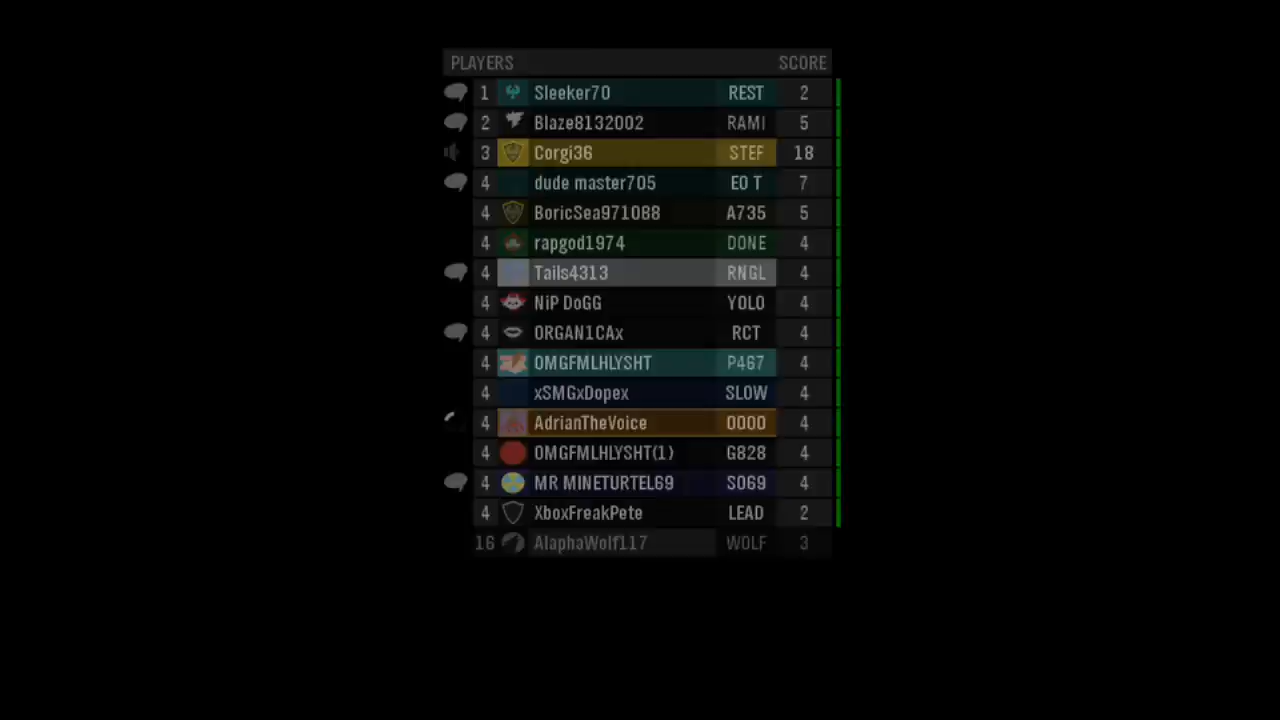 PLAYERS SCORE
1 Sleeker70 REST 2
2 Blaze8132002 RAMI 5
3 Corgi36 STEF 18
4 dude master705 EO T 7
4 BoricSea971088 A735 5
4 rapgod1974 DONE 4
4 Tails4313 RNGL 4
4 NiP DoGG YOLO 4
4 ORGAN1CAx RCT 4
4 OMGFMLHLYSHT P467 4
4 xSMGxDopex SLOW 4
4 AdrianTheVoice OOOO 4
4 OMGFMLHLYSHT(1) G828 4
4 MR MINETURTEL69 SO69 4
4 XboxFreakPete LEAD 2
16 AlaphaWolf117 WOLF 3